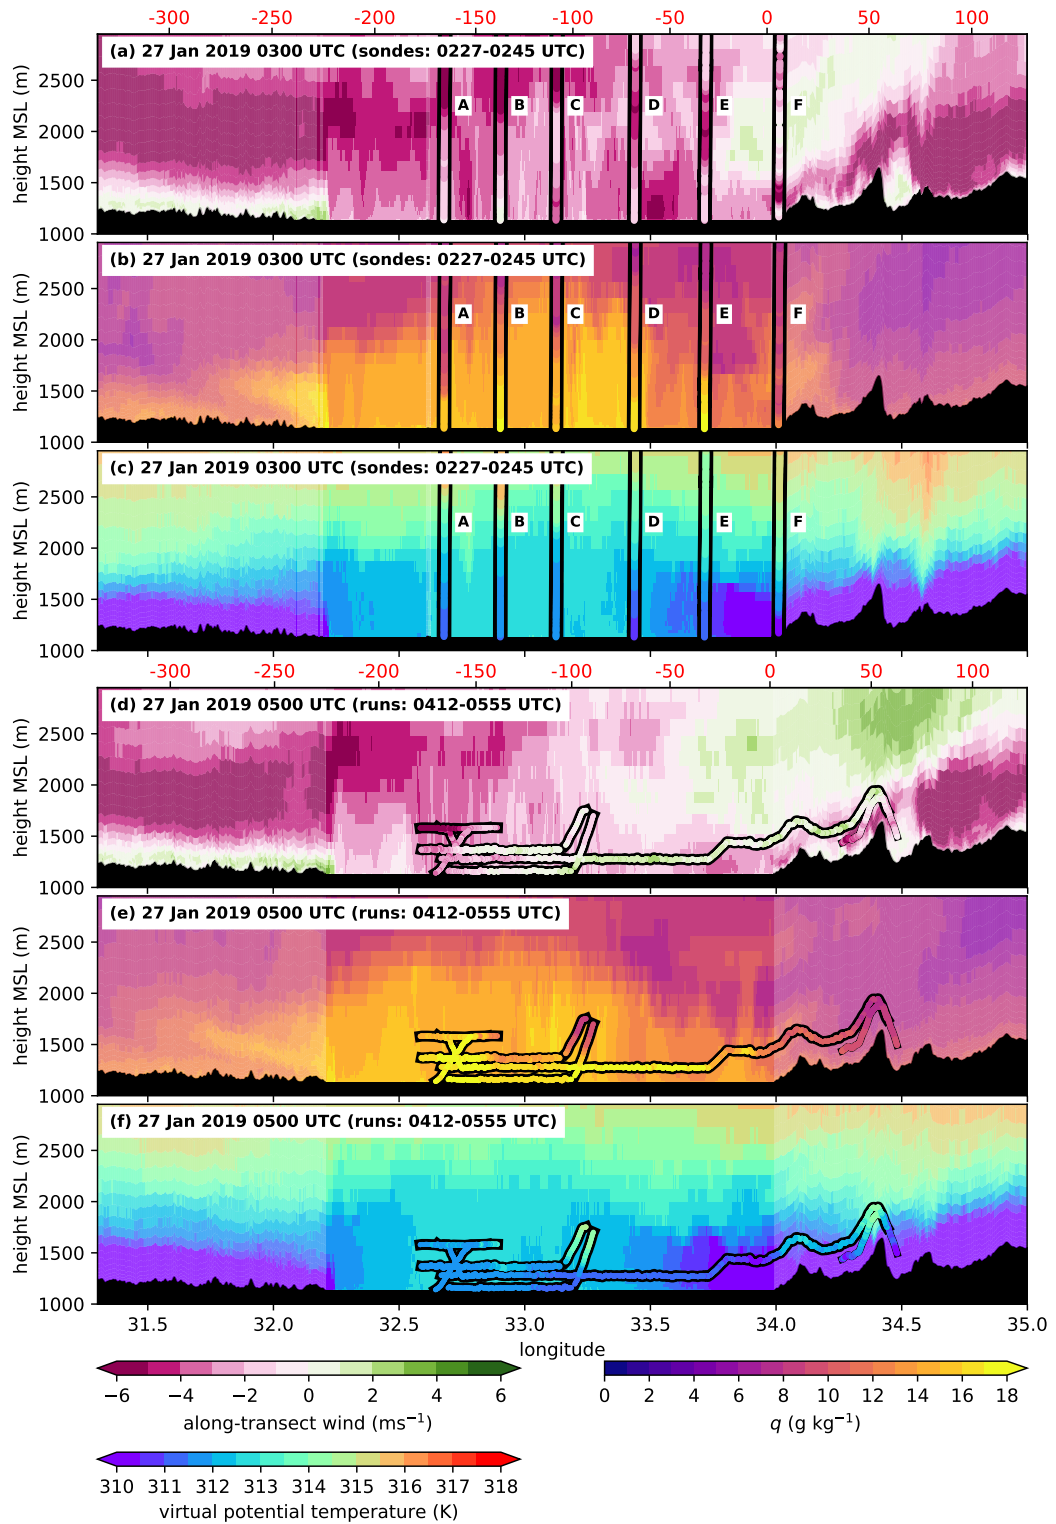 -300 -250 -200 -150 -100 -50 0 50 100
(a) 27 Jan 2019 0300 UTC (sondes: 0227-0245 UTC)
height MSL (m)
2500
2000
1500
1000
A B C D E F
(b) 27 Jan 2019 0300 UTC (sondes: 0227-0245 UTC)
height MSL (m)
2500
2000
1500
1000
A B C D E F
(c) 27 Jan 2019 0300 UTC (sondes: 0227-0245 UTC)
height MSL (m)
2500
2000
1500
1000
A B C D E F
-300 -250 -200 -150 -100 -50 0 50 100
(d) 27 Jan 2019 0500 UTC (runs: 0412-0555 UTC)
height MSL (m)
2500
2000
1500
1000
(e) 27 Jan 2019 0500 UTC (runs: 0412-0555 UTC)
height MSL (m)
2500
2000
1500
1000
(f) 27 Jan 2019 0500 UTC (runs: 0412-0555 UTC)
height MSL (m)
2500
2000
1500
1000
31.5 32.0 32.5 33.0 33.5 34.0 34.5 35.0
longitude
−6 −4 −2 0 2 4 6
along-transect wind (ms⁻¹)
0 2 4 6 8 10 12 14 16 18
q (g kg⁻¹)
310 311 312 313 314 315 316 317 318
virtual potential temperature (K)